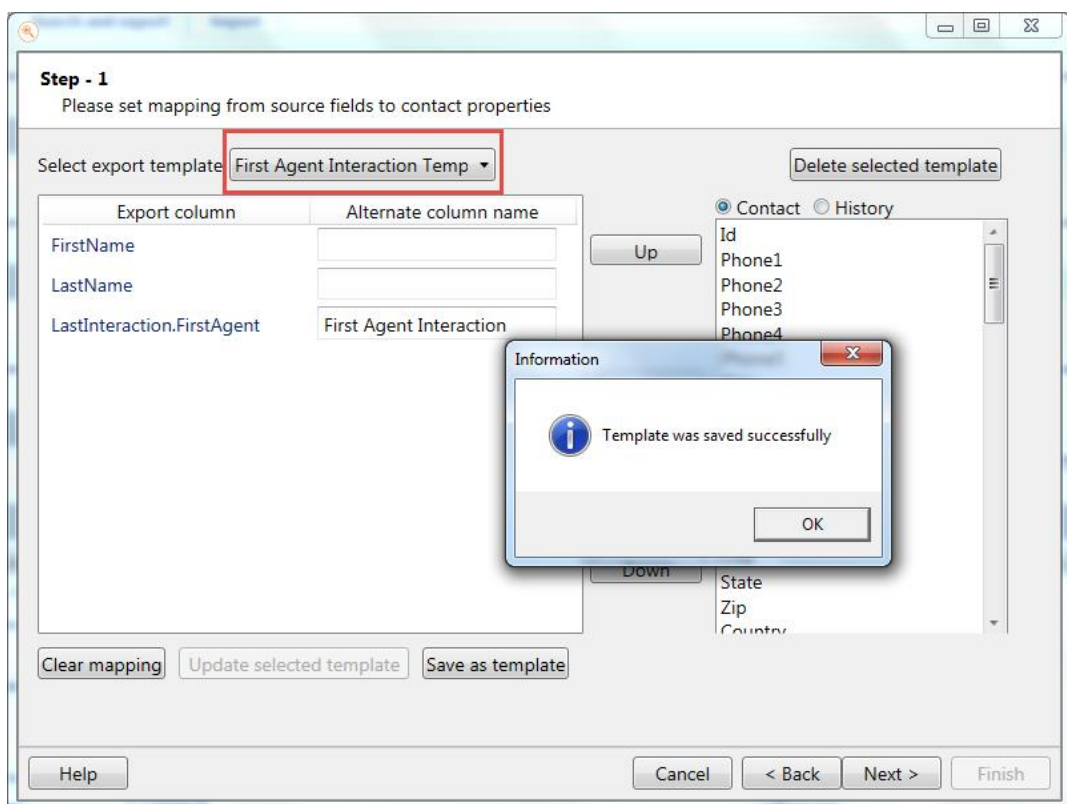 Step - 1
Please set mapping from source fields to contact properties
Select export template
First Agent Interaction Temp
Delete selected template
Export column
Alternate column name
Contact
History
FirstName
LastName
LastInteraction.FirstAgent
First Agent Interaction
Up
Id
Phone1
Phone2
Phone3
Phone4
Information
Template was saved successfully
OK
Down
State
Zip
Country
Clear mapping
Update selected template
Save as template
Help
Cancel
< Back
Next >
Finish